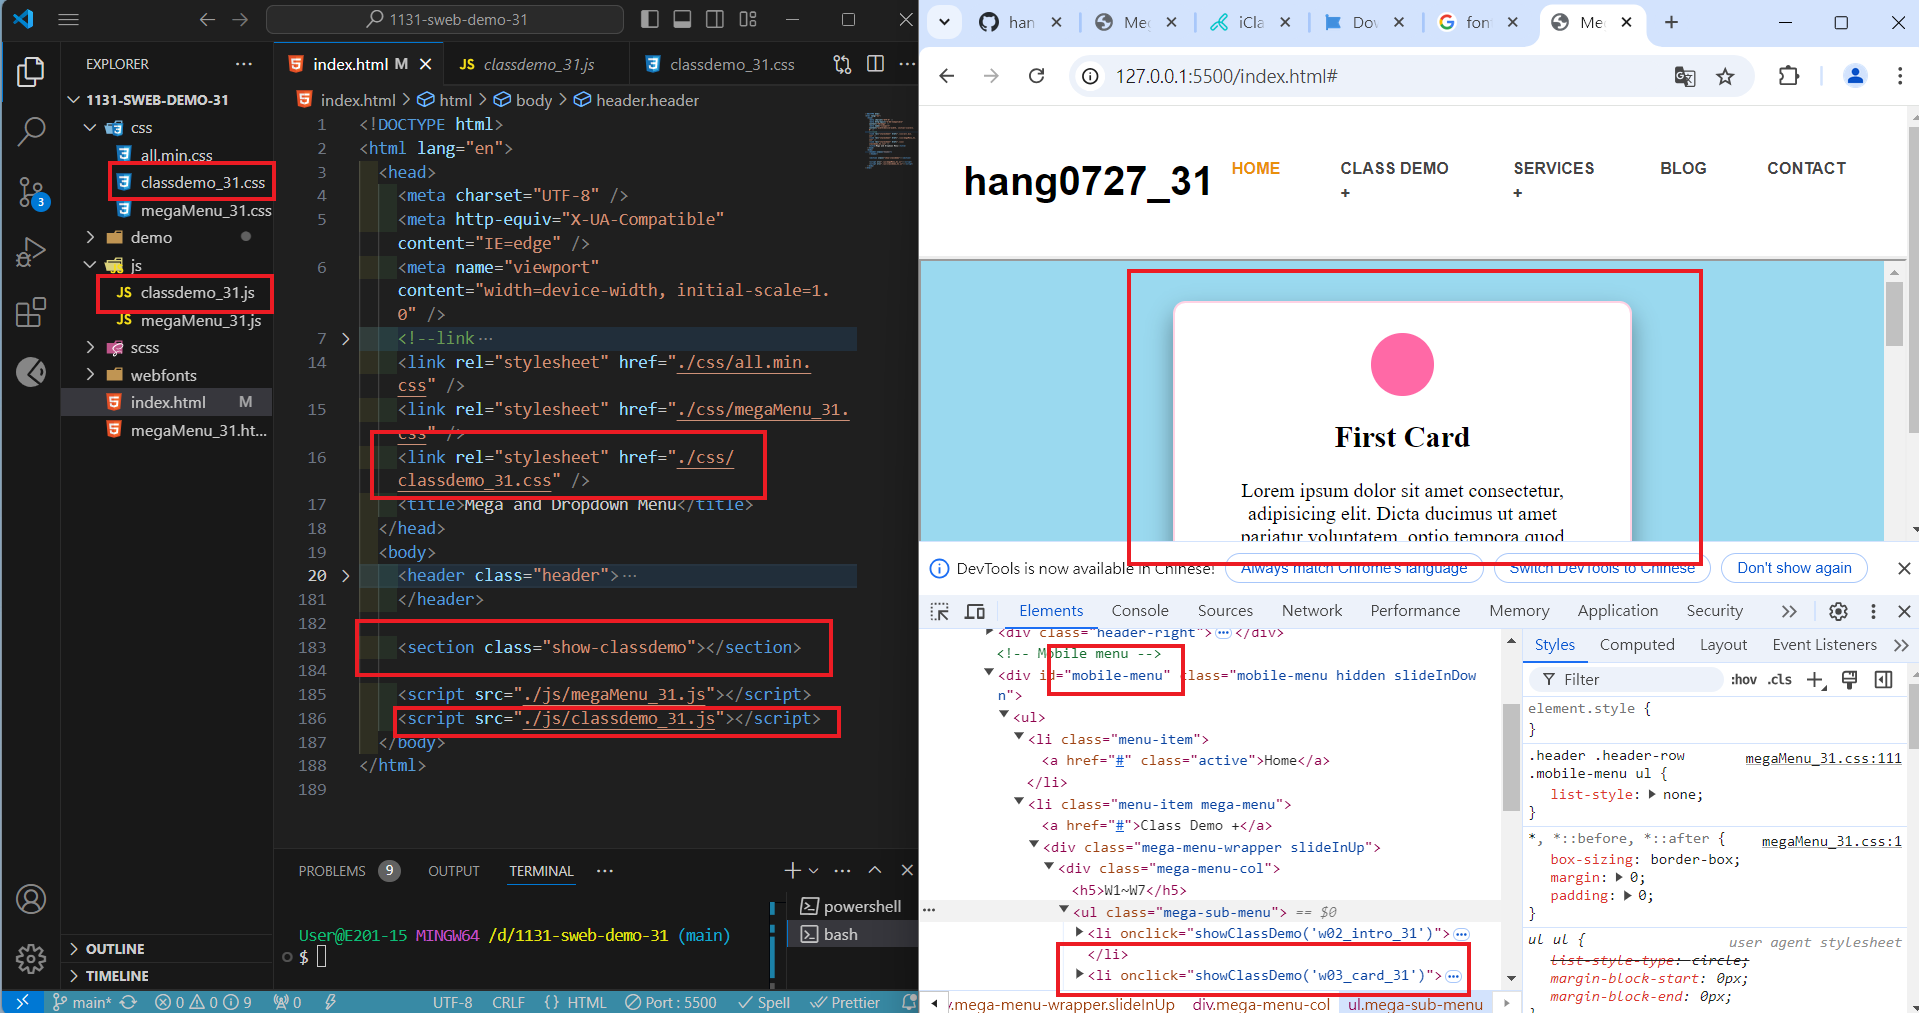 1131-sweb-demo-31
EXPLORER
1131-SWEB-DEMO-31
css
all.min.css
classdemo_31.css
megaMenu_31.css
demo
js
JS classdemo_31.js
JS megaMenu_31.js
scss
webfonts
index.html M
megaMenu_31.ht...
OUTLINE
TIMELINE
index.html M
JS classdemo_31.js
classdemo_31.css
index.html > html > body > header.header
1 <!DOCTYPE html>
2 <html lang="en">
3 <head>
4 <meta charset="UTF-8" />
5 <meta http-equiv="X-UA-Compatible"
content="IE=edge" />
6 <meta name="viewport"
content="width=device-width, initial-scale=1.
0" />
7 <!--link ...
14 <link rel="stylesheet" href="./css/all.min.
css" />
15 <link rel="stylesheet" href="./css/megaMenu_31.
css" />
16 <link rel="stylesheet" href="./css/
classdemo_31.css" />
17 <title>Mega and Dropdown Menu</title>
18 </head>
19 <body>
20 <header class="header"> ...
181 </header>
182
183 <section class="show-classdemo"></section>
184
185 <script src="./js/megaMenu_31.js"></script>
186 <script src="./js/classdemo_31.js"></script>
187 </body>
188 </html>
189
PROBLEMS 9 OUTPUT TERMINAL ...
powershell
bash
User@E201-15 MINGW64 /d/1131-sweb-demo-31 (main)
$
3
main* 0 0 9 0 UTF-8 CRLF {} HTML Port : 5500 Spell Prettier
han
Me
iCla
Dov
fon
Me
127.0.0.1:5500/index.html#
hang0727_31
HOME
CLASS DEMO +
SERVICES +
BLOG
CONTACT
First Card
Lorem ipsum dolor sit amet consectetur,
adipisicing elit. Dicta ducimus ut amet
pariatur voluptatem, optio tempora quod
DevTools is now available in Chinese! Always match Chrome's language Switch DevTools to Chinese Don't show again
Elements Console Sources Network Performance Memory Application Security
<div class="header-right"> ... </div>
<!-- Mobile menu -->
<div id="mobile-menu" class="mobile-menu hidden slideInDow
n">
<ul>
<li class="menu-item">
<a href="#" class="active">Home</a>
</li>
<li class="menu-item mega-menu">
<a href="#">Class Demo +</a>
<div class="mega-menu-wrapper slideInUp">
<div class="mega-menu-col">
<h5>W1~W7</h5>
... <ul class="mega-sub-menu"> == $0
<li onclick="showClassDemo('w02_intro_31')"> ...
</li>
<li onclick="showClassDemo('w03_card_31')"> ...
.mega-menu-wrapper.slideInUp div.mega-menu-col ul.mega-sub-menu
Styles Computed Layout Event Listeners
Filter :hov .cls
element.style {
}
.header .header-row megaMenu_31.css:111
.mobile-menu ul {
list-style: none;
}
*, *::before, *::after { megaMenu_31.css:1
box-sizing: border-box;
margin: 0;
padding: 0;
}
ul ul { user agent stylesheet
list-style-type: circle;
margin-block-start: 0px;
margin-block-end: 0px;
}